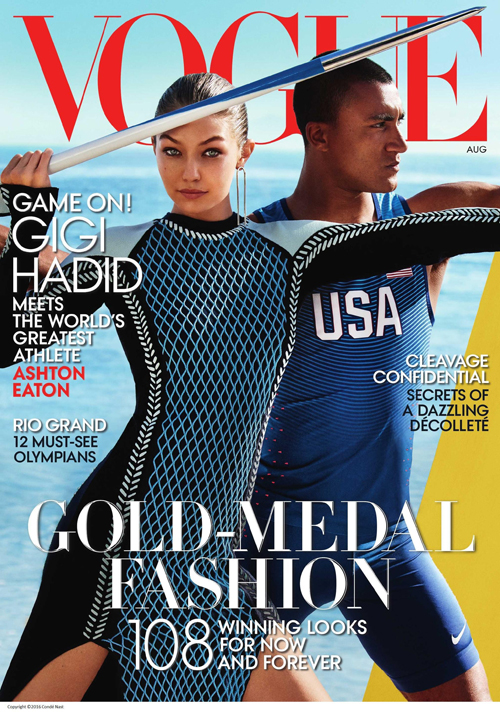 VOGUE
AUG
GAME ON!
GIGI
HADID
MEETS
THE WORLD'S
GREATEST
ATHLETE
ASHTON
EATON
RIO GRAND
12 MUST-SEE
OLYMPIANS
USA
CLEAVAGE
CONFIDENTIAL
SECRETS OF
A DAZZLING
DÉCOLLETÉ
GOLD-MEDAL
FASHION
108 WINNING LOOKS
FOR NOW
AND FOREVER
Copyright ©2016 Condé Nast